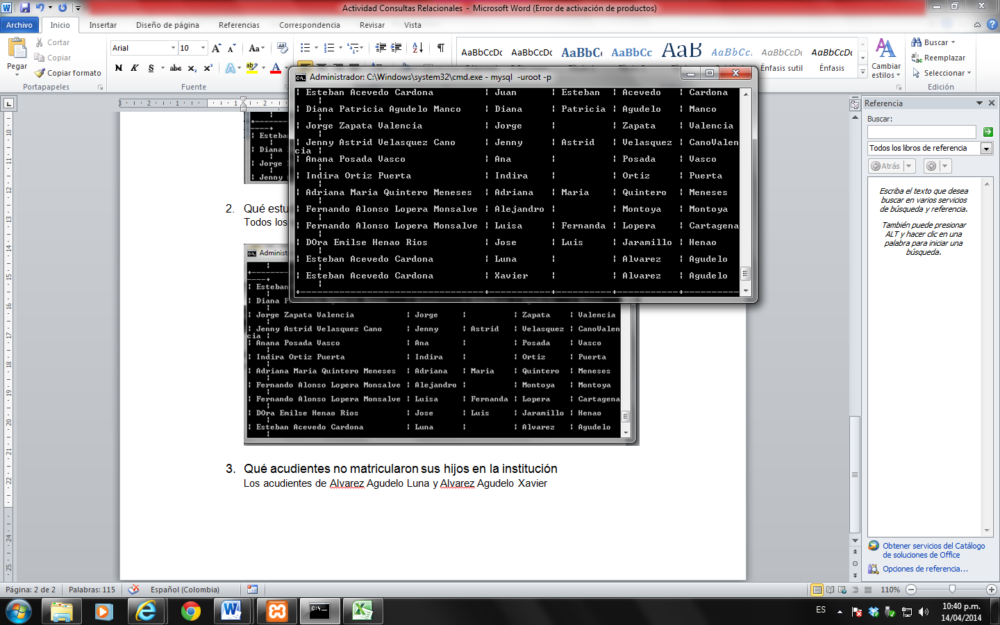 Actividad Consultas Relacionales - Microsoft Word (Error de activación de productos)
Archivo Inicio Insertar Diseño de página Referencias Correspondencia Revisar Vista
Pegar
Cortar
Copiar
Copiar formato
Portapapeles
Arial 10
N K S abc x₂ x²
Fuente
AaBbCcDc AaBbCcDc AaBbCc AaBbCc AaB AaBbCc. AaBbCcDc AaBbCcDc
Énfasis sutil Énfasis
Cambiar estilos
Buscar
Reemplazar
Seleccionar
Edición
Administrador: C:\Windows\system32\cmd.exe - mysql -uroot -p
| Esteban Acevedo Cardona | Juan | Esteban | Acevedo | Cardona
| Diana Patricia Agudelo Manco | Diana | Patricia | Agudelo | Manco
| Jorge Zapata Valencia | Jorge | | Zapata | Valencia
| Jenny Astrid Velasquez Cano | Jenny | Astrid | Velasquez | CanoValen
cia |
| Anana Posada Vasco | Ana | | Posada | Vasco
| Indira Ortiz Puerta | Indira | | Ortiz | Puerta
| Adriana Maria Quintero Meneses | Adriana | Maria | Quintero | Meneses
| Fernando Alonso Lopera Monsalve | Alejandro | | Montoya | Montoya
| Fernando Alonso Lopera Monsalve | Luisa | Fernanda | Lopera | Cartagena
| DOra Emilse Henao Rios | Jose | Luis | Jaramillo | Henao
| Esteban Acevedo Cardona | Luna | | Alvarez | Agudelo
| Esteban Acevedo Cardona | Xavier | | Alvarez | Agudelo
| Esteba
| Diana
| Jorge
| Jenny
2. Qué estu
Todos los
Administra
| Esteb
| Diana P
| Jorge Zapata Valencia | Jorge | | Zapata | Valencia
| Jenny Astrid Velasquez Cano | Jenny | Astrid | Velasquez | CanoValen
cia |
| Anana Posada Vasco | Ana | | Posada | Vasco
| Indira Ortiz Puerta | Indira | | Ortiz | Puerta
| Adriana Maria Quintero Meneses | Adriana | Maria | Quintero | Meneses
| Fernando Alonso Lopera Monsalve | Alejandro | | Montoya | Montoya
| Fernando Alonso Lopera Monsalve | Luisa | Fernanda | Lopera | Cartagena
| DOra Emilse Henao Rios | Jose | Luis | Jaramillo | Henao
| Esteban Acevedo Cardona | Luna | | Alvarez | Agudelo
3. Qué acudientes no matricularon sus hijos en la institución
Los acudientes de Alvarez Agudelo Luna y Alvarez Agudelo Xavier
Referencia
Buscar:
Todos los libros de referencia
Atrás
Escriba el texto que desea
buscar en varios servicios
de búsqueda y referencia.
También puede presionar
ALT y hacer clic en una
palabra para iniciar una
búsqueda.
Obtener servicios del Catálogo
de soluciones de Office
Opciones de referencia...
Página: 2 de 2 Palabras: 115 Español (Colombia) 110%
ES 10:40 p.m.
14/04/2014